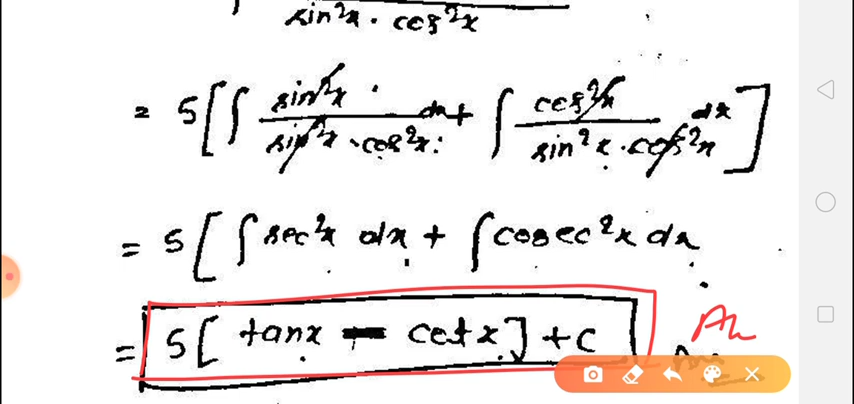 sin²x · cos²x
= 5[∫ sin²x / sin²x · cos²x dx + ∫ cos²x / sin²x · cos²x dx]
= 5[∫ sec²x dx + ∫ cosec²x dx
= 5[tanx - cotx] + C